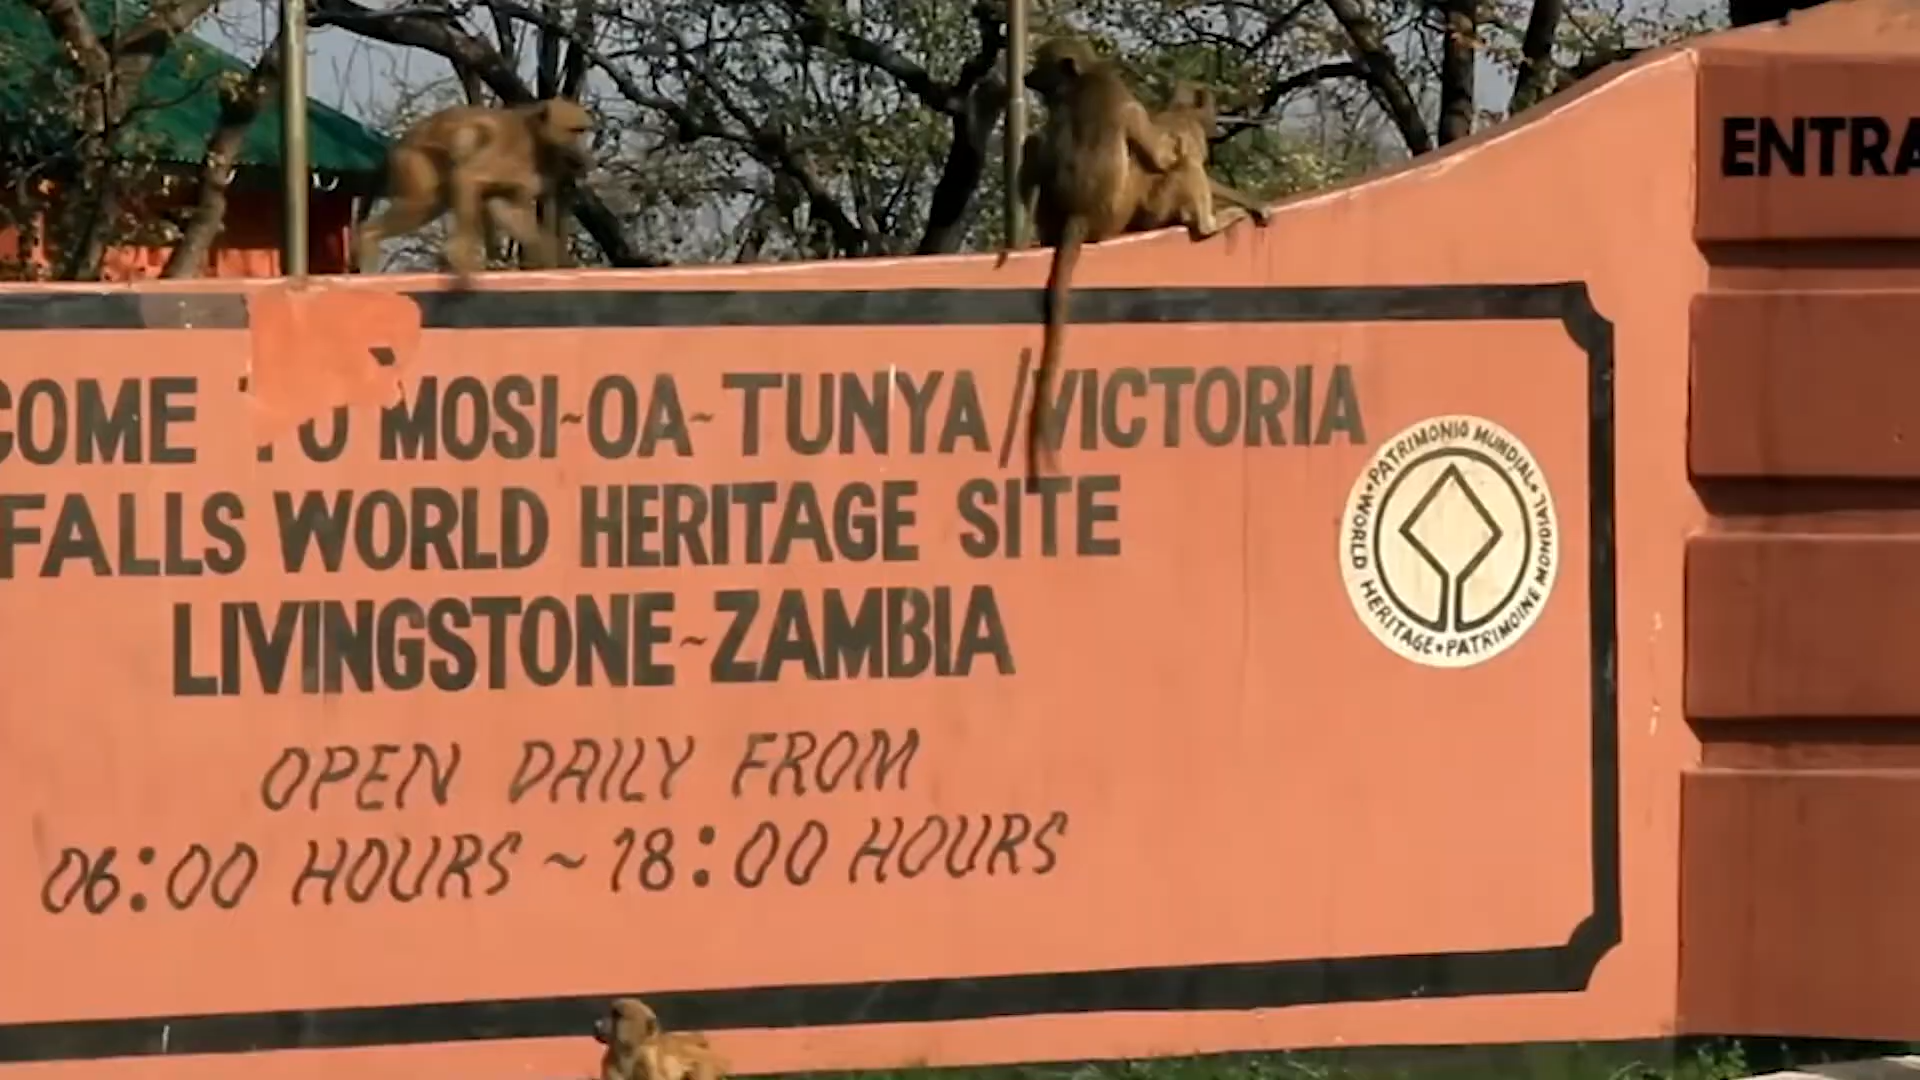 COME TO MOSI~OA~TUNYA/VICTORIA
FALLS WORLD HERITAGE SITE
LIVINGSTONE~ZAMBIA
OPEN DAILY FROM
06:00 HOURS ~ 18:00 HOURS
PATRIMONIO MUNDIAL • WORLD HERITAGE • PATRIMOINE MONDIAL
ENTRA